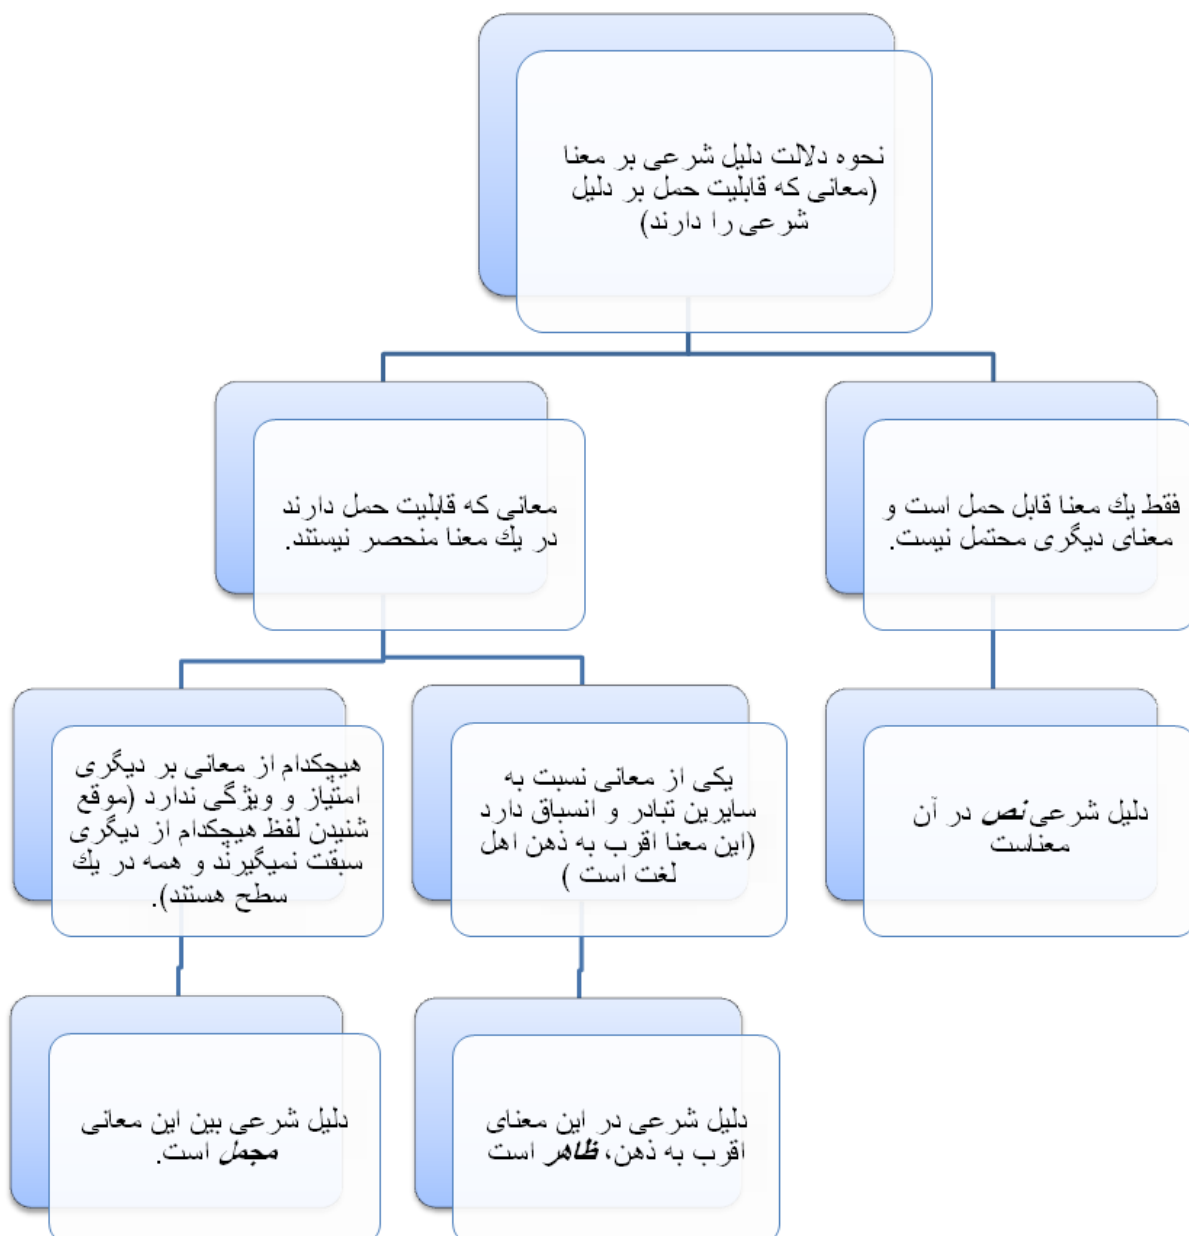 نحوه دلالت دلیل شرعی بر معنا
(معانی که قابلیت حمل بر دلیل
شرعی را دارند)
فقط یك معنا قابل حمل است و
معنای دیگری محتمل نیست.
معانی که قابلیت حمل دارند
در یك معنا منحصر نیستند.
دلیل شرعی نص در آن
معناست
یکی از معانی نسبت به
سایرین تبادر و انسباق دارد
(این معنا اقرب به ذهن اهل
لغت است )
هیچکدام از معانی بر دیگری
امتیاز و ویژگی ندارد (موقع
شنیدن لفظ هیچکدام از دیگری
سبقت نمیگیرند و همه در یك
سطح هستند).
دلیل شرعی در این معنای
اقرب به ذهن، ظاهر است
دلیل شرعی بین این معانی
مجمل است.